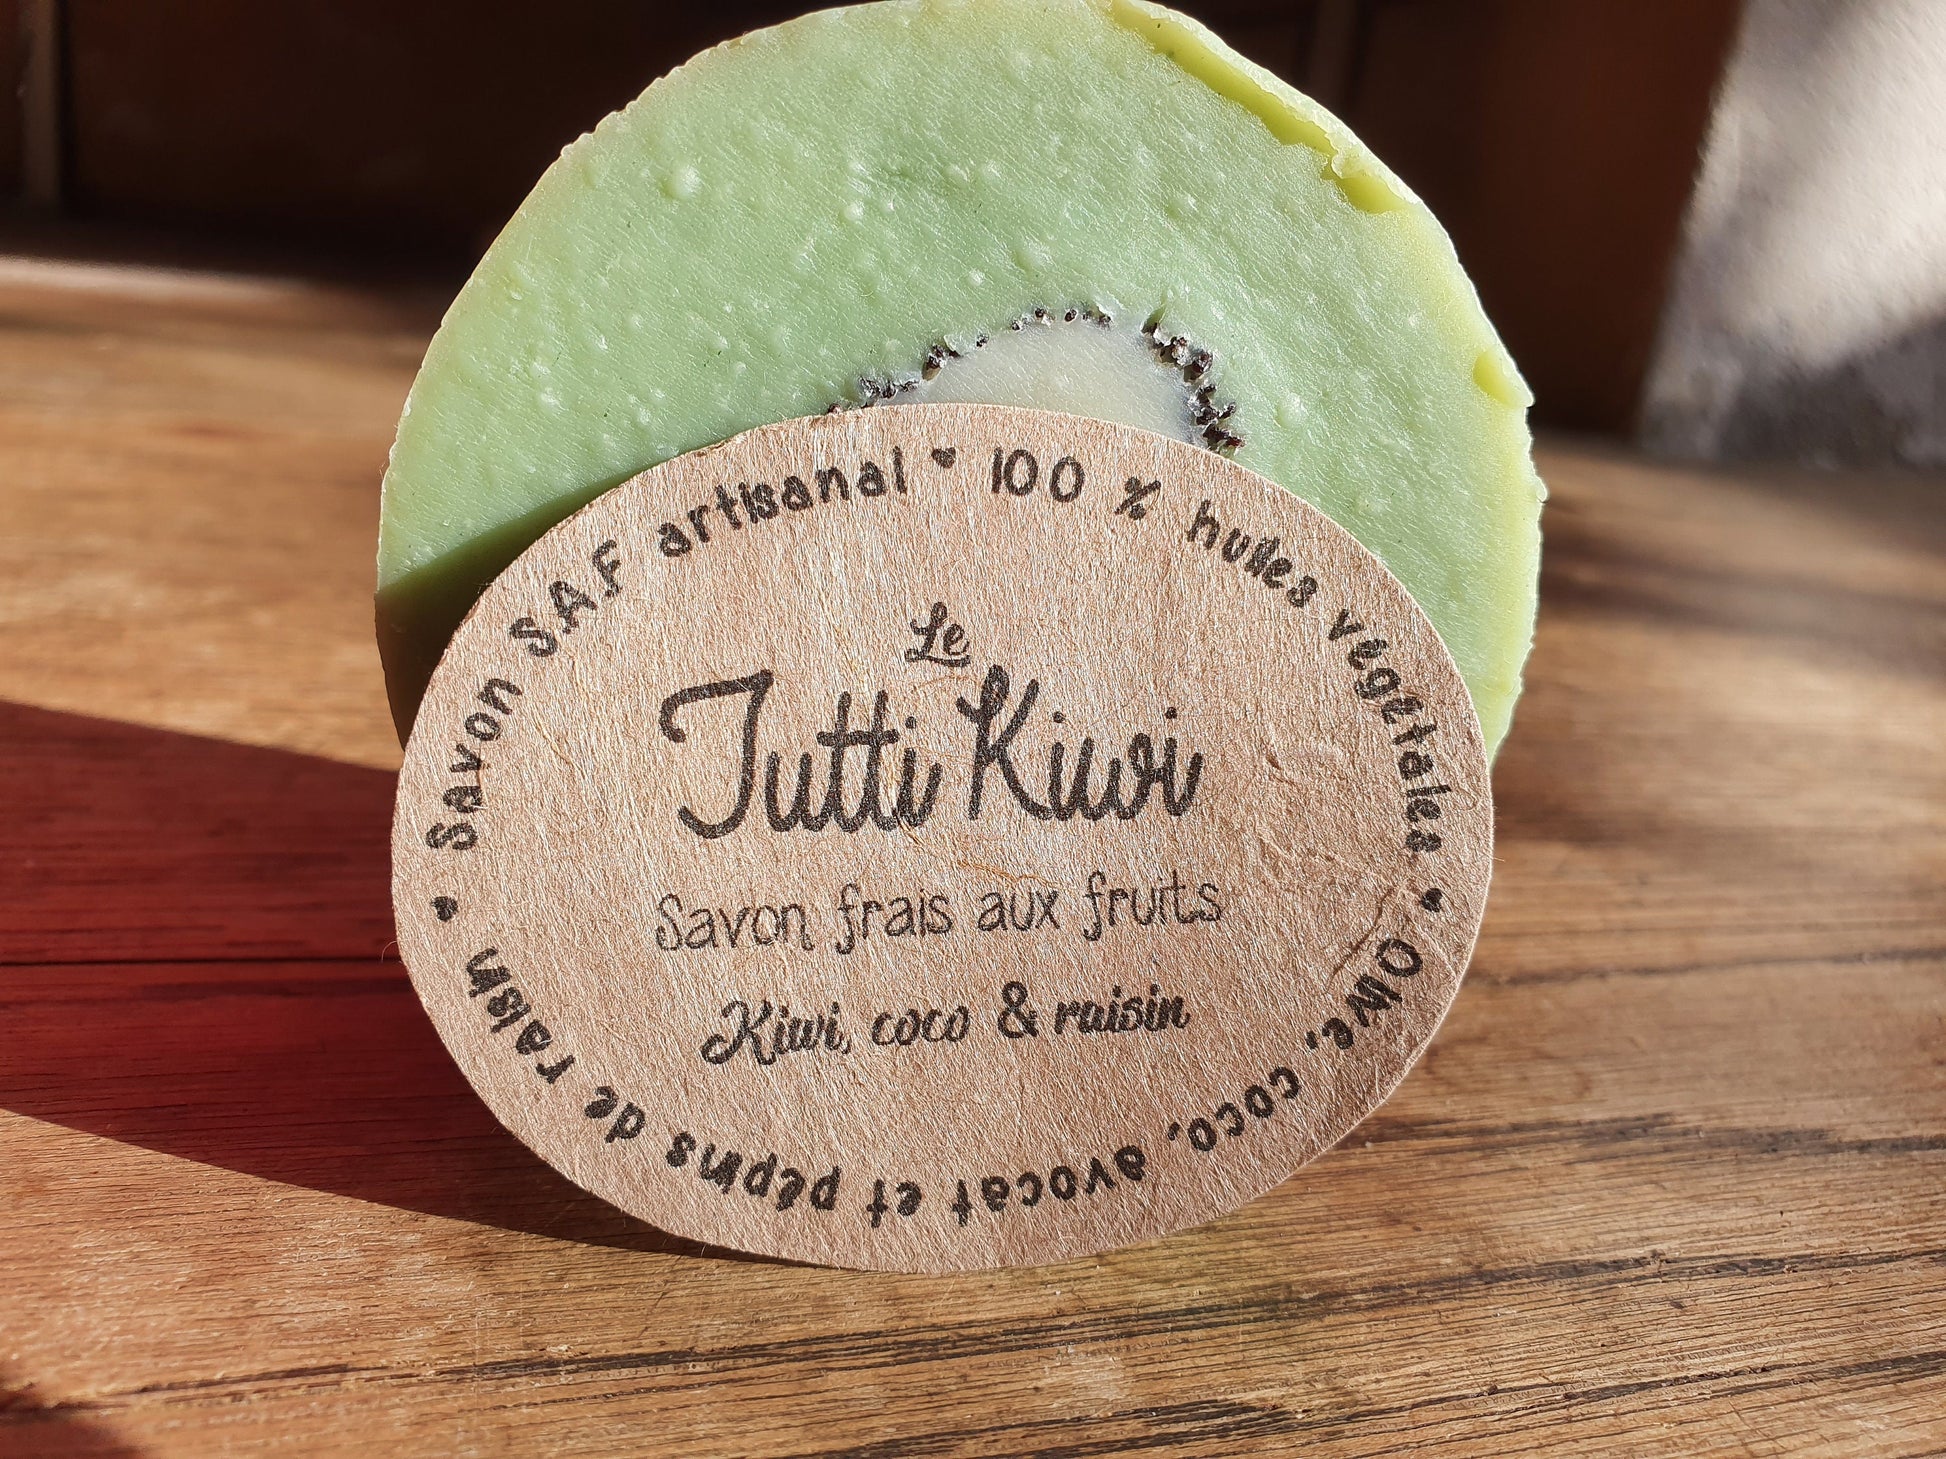 Savon S.A.F artisanal ♥ 100 % huiles végétales ♥ Olive, coco, avocat et pépins de raisin ♥
Le
Tutti Kiwi
Savon frais aux fruits
Kiwi, coco & raisin